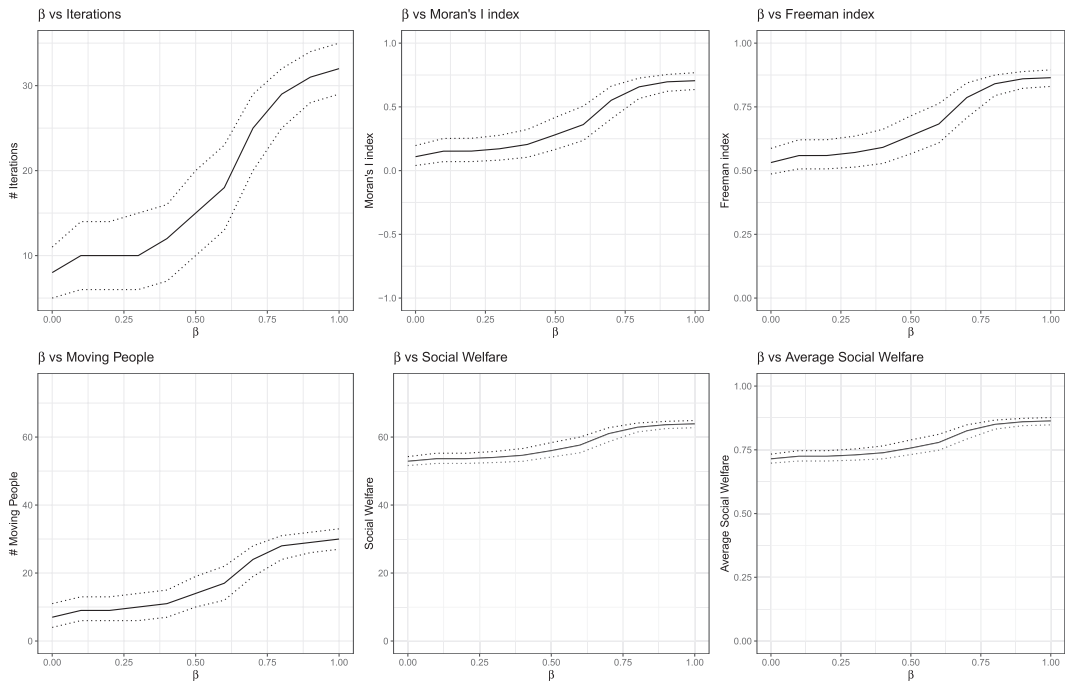 β vs Iterations
# Iterations
30
20
10
0.00 0.25 0.50 0.75 1.00
β
β vs Moran's I index
Moran's I index
1.0
0.5
0.0
−0.5
−1.0
0.00 0.25 0.50 0.75 1.00
β
β vs Freeman index
Freeman index
1.00
0.75
0.50
0.25
0.00
0.00 0.25 0.50 0.75 1.00
β
β vs Moving People
# Moving People
60
40
20
0
0.00 0.25 0.50 0.75 1.00
β
β vs Social Welfare
Social Welfare
60
40
20
0
0.00 0.25 0.50 0.75 1.00
β
β vs Average Social Welfare
Average Social Welfare
1.00
0.75
0.50
0.25
0.00
0.00 0.25 0.50 0.75 1.00
β